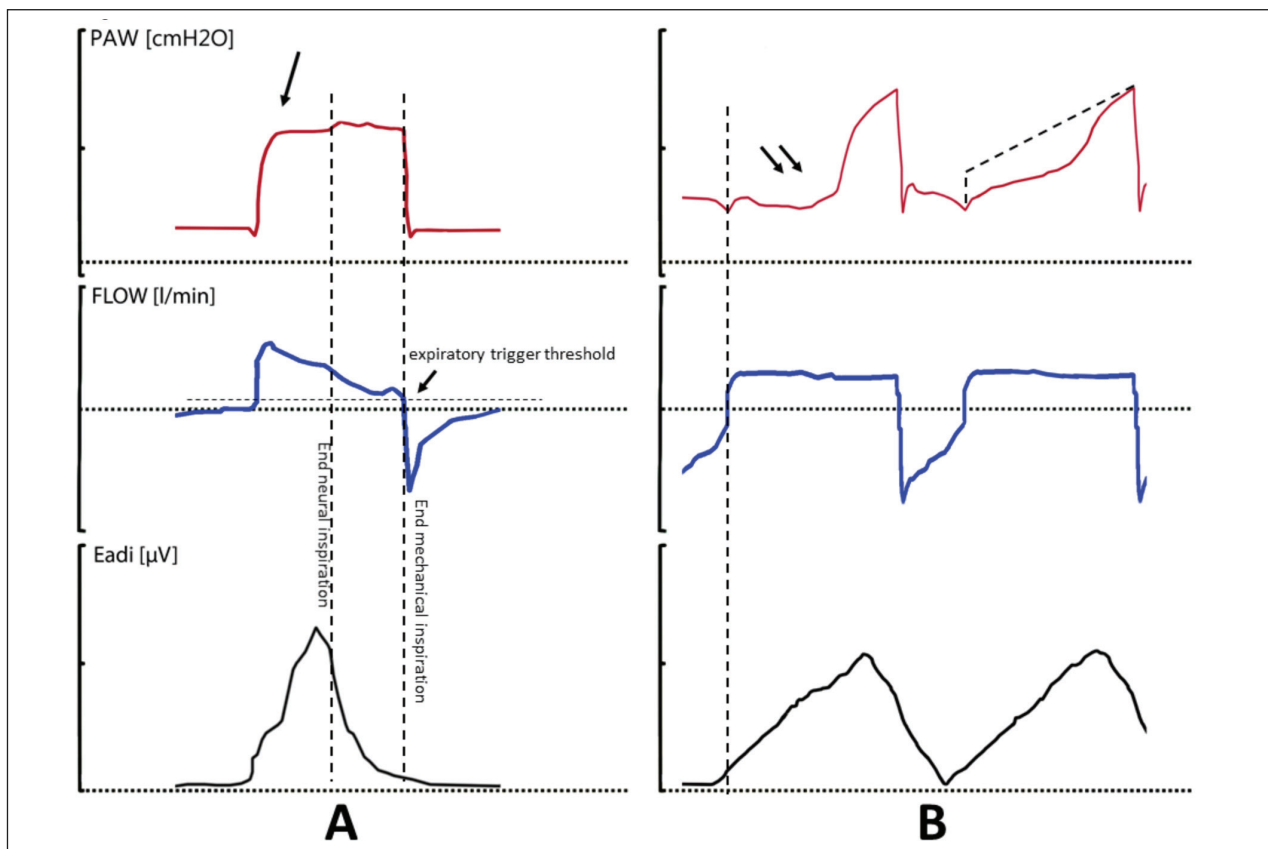 PAW [cmH2O]
FLOW [l/min]
expiratory trigger threshold
End neural inspiration
End mechanical inspiration
Eadi [µV]
A
B